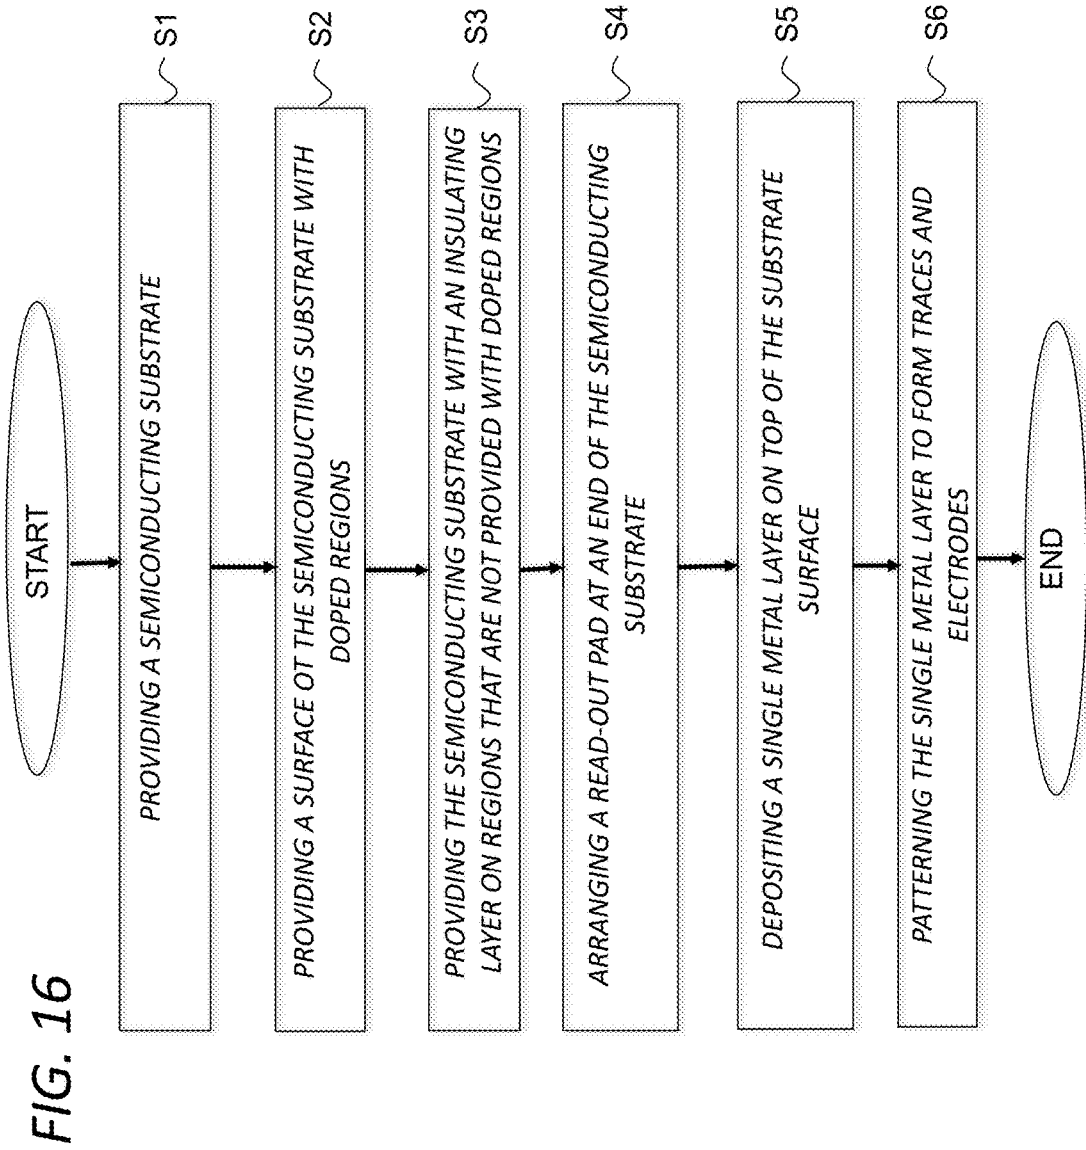 FIG. 16
START
PROVIDING A SEMICONDUCTING SUBSTRATE
S1
PROVIDING A SURFACE OT THE SEMICONDUCTING SUBSTRATE WITH
DOPED REGIONS
S2
PROVIDING THE SEMICONDUCTING SUBSTRATE WITH AN INSULATING
LAYER ON REGIONS THAT ARE NOT PROVIDED WITH DOPED REGIONS
S3
ARRANGING A READ-OUT PAD AT AN END OF THE SEMICONDUCTING
SUBSTRATE
S4
DEPOSITING A SINGLE METAL LAYER ON TOP OF THE SUBSTRATE
SURFACE
S5
PATTERNING THE SINGLE METAL LAYER TO FORM TRACES AND
ELECTRODES
S6
END